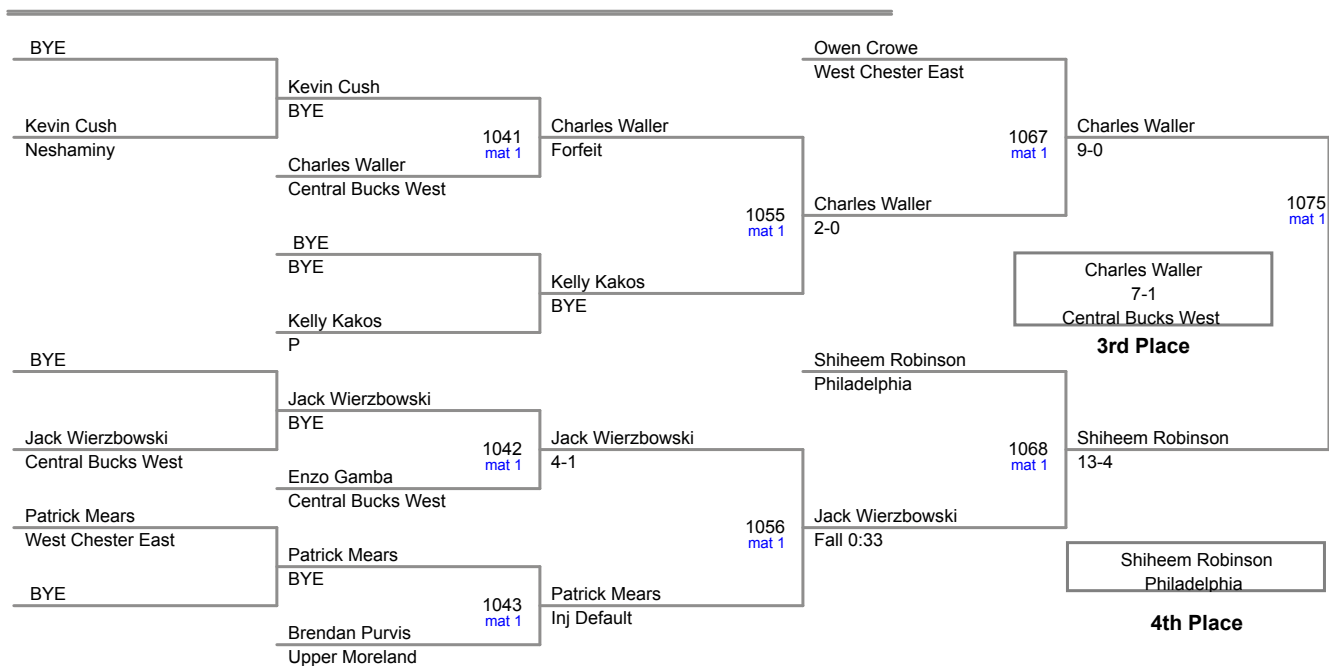 BYE
Kevin Cush
Neshaminy
Kevin Cush
BYE
Charles Waller
Central Bucks West
1041
mat 1
Charles Waller
Forfeit
BYE
BYE
Kelly Kakos
P
Kelly Kakos
BYE
1055
mat 1
Charles Waller
2-0
Owen Crowe
West Chester East
1067
mat 1
Charles Waller
9-0
1075
mat 1
Charles Waller
7-1
Central Bucks West
3rd Place
BYE
Jack Wierzbowski
Central Bucks West
Jack Wierzbowski
BYE
Enzo Gamba
Central Bucks West
1042
mat 1
Jack Wierzbowski
4-1
Patrick Mears
West Chester East
BYE
Patrick Mears
BYE
Brendan Purvis
Upper Moreland
1043
mat 1
Patrick Mears
Inj Default
1056
mat 1
Jack Wierzbowski
Fall 0:33
Shiheem Robinson
Philadelphia
1068
mat 1
Shiheem Robinson
13-4
Shiheem Robinson
Philadelphia
4th Place